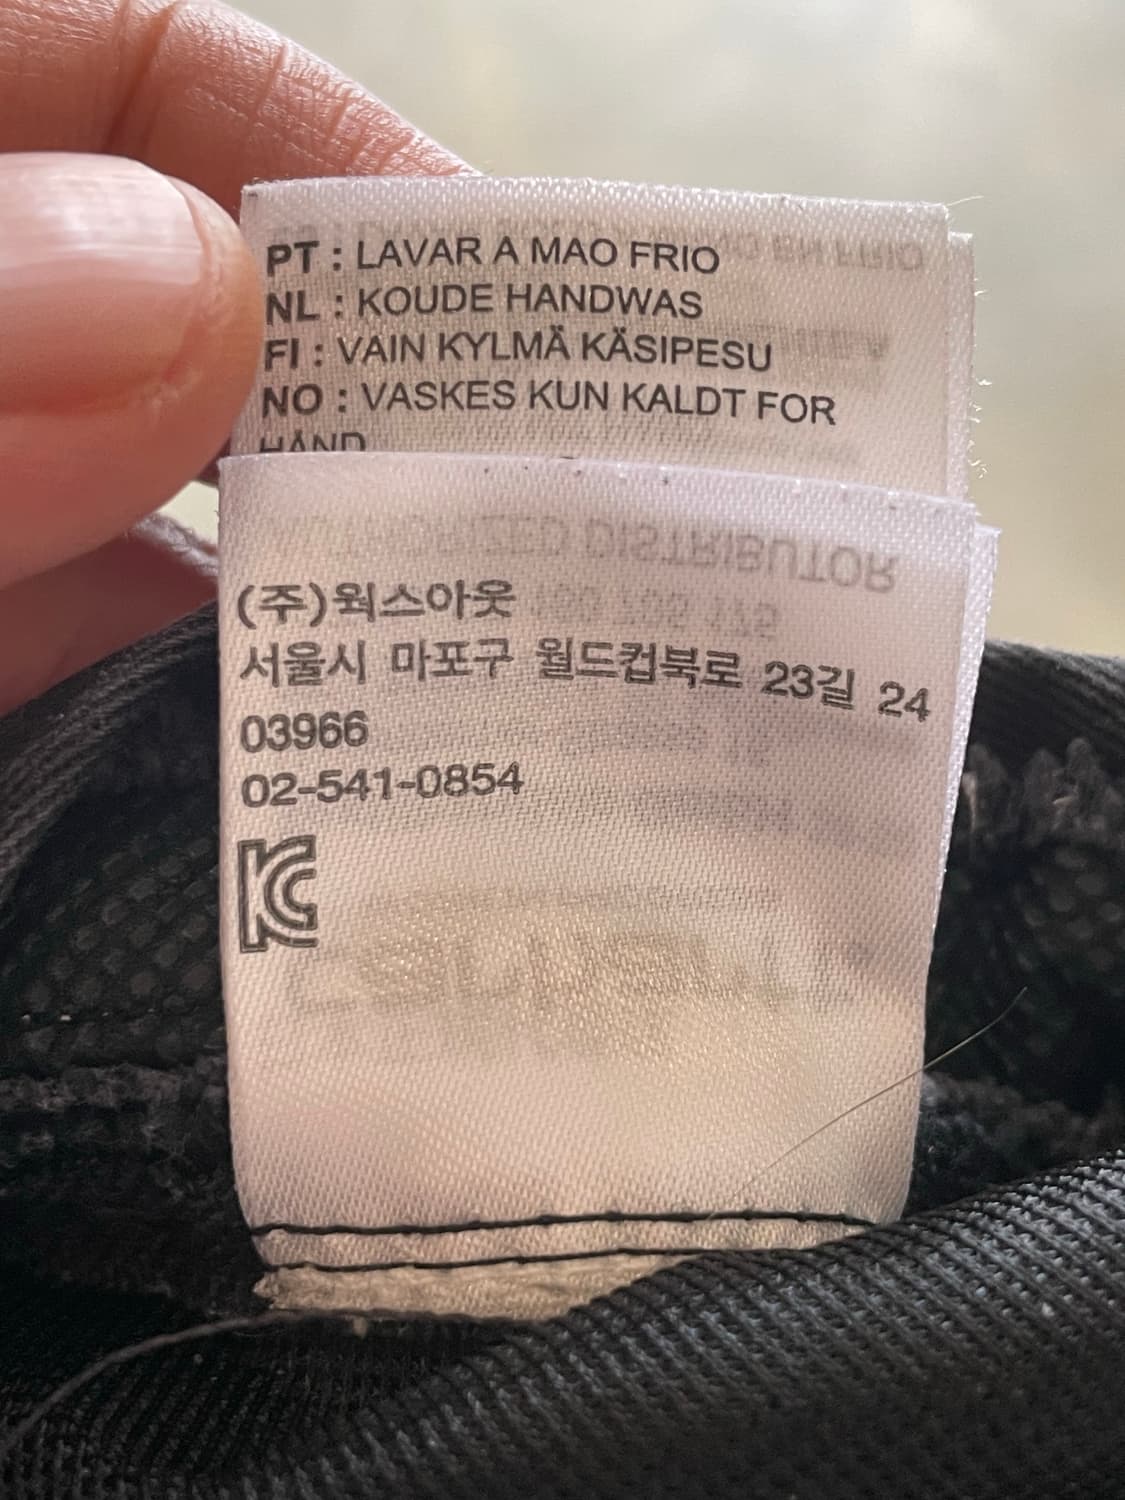 PT : LAVAR A MAO FRIO
NL : KOUDE HANDWAS
FI : VAIN KYLMÄ KÄSIPESU
NO : VASKES KUN KALDT FOR
HÅND
(주)웍스아웃
서울시 마포구 월드컵북로 23길 24
03966
02-541-0854
KC